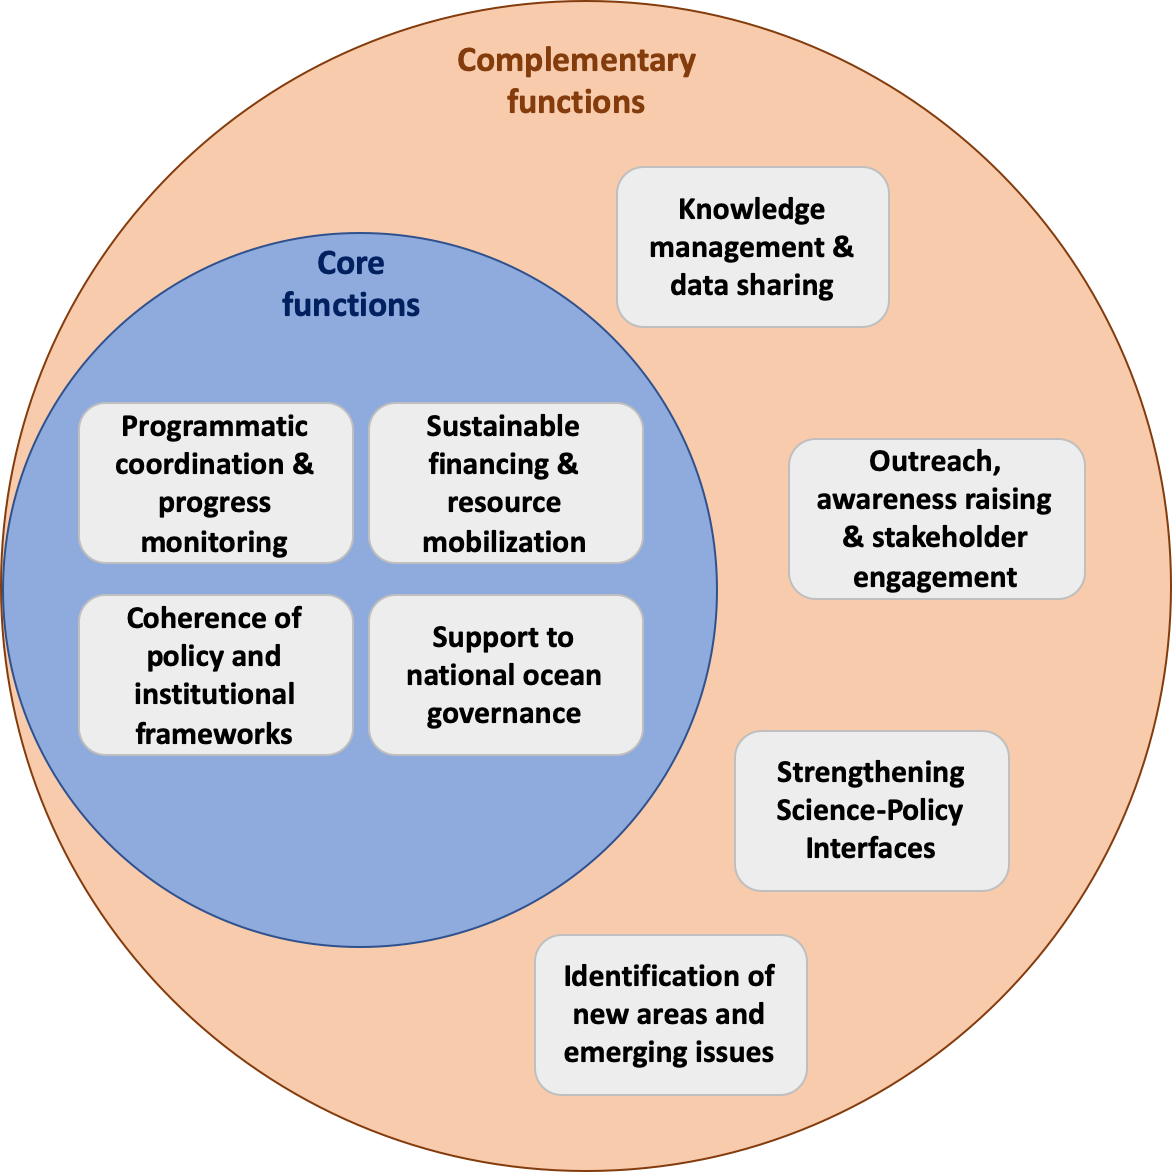 Complementary
functions
Knowledge
management &
data sharing
Core
functions
Programmatic
coordination &
progress
monitoring
Sustainable
financing &
resource
mobilization
Outreach,
awareness raising
& stakeholder
engagement
Coherence of
policy and
institutional
frameworks
Support to
national ocean
governance
Strengthening
Science-Policy
Interfaces
Identification of
new areas and
emerging issues